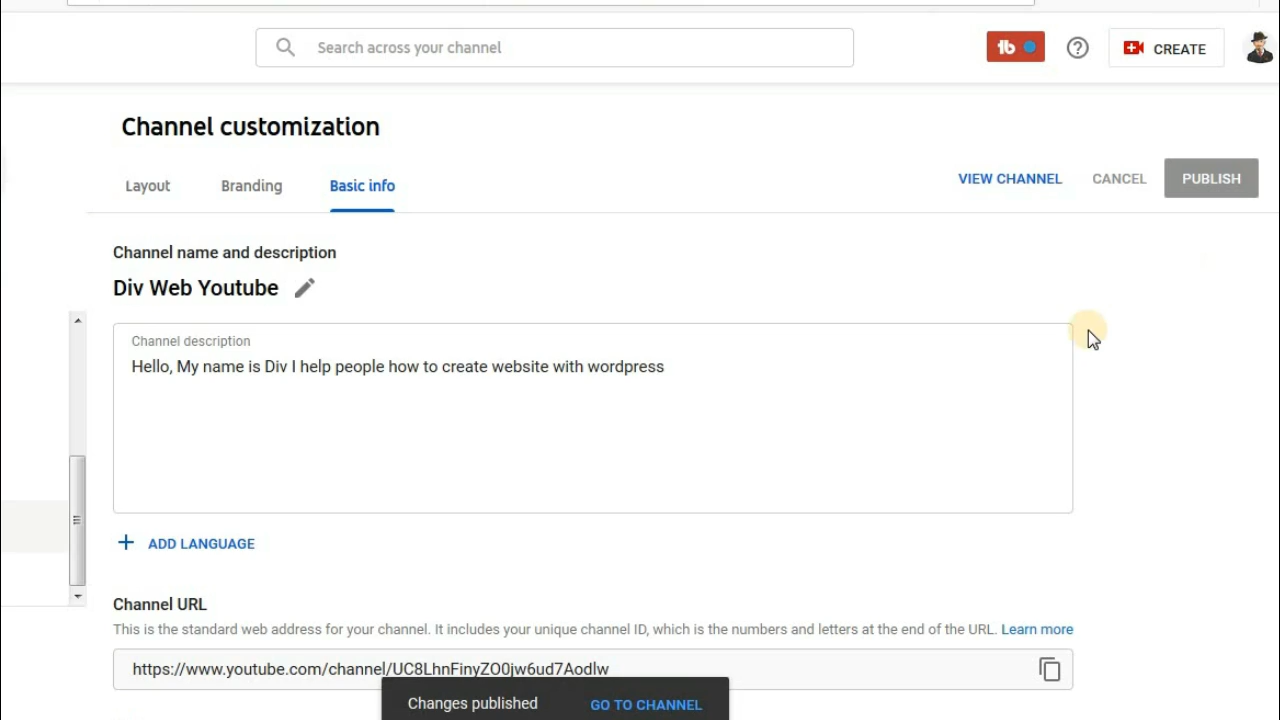 Search across your channel
CREATE
Channel customization
Layout
Branding
Basic info
VIEW CHANNEL
CANCEL
PUBLISH
Channel name and description
Div Web Youtube
Channel description
Hello, My name is Div I help people how to create website with wordpress
ADD LANGUAGE
Channel URL
This is the standard web address for your channel. It includes your unique channel ID, which is the numbers and letters at the end of the URL. Learn more
https://www.youtube.com/channel/UC8LhnFinyZO0jw6ud7Aodlw
Changes published
GO TO CHANNEL